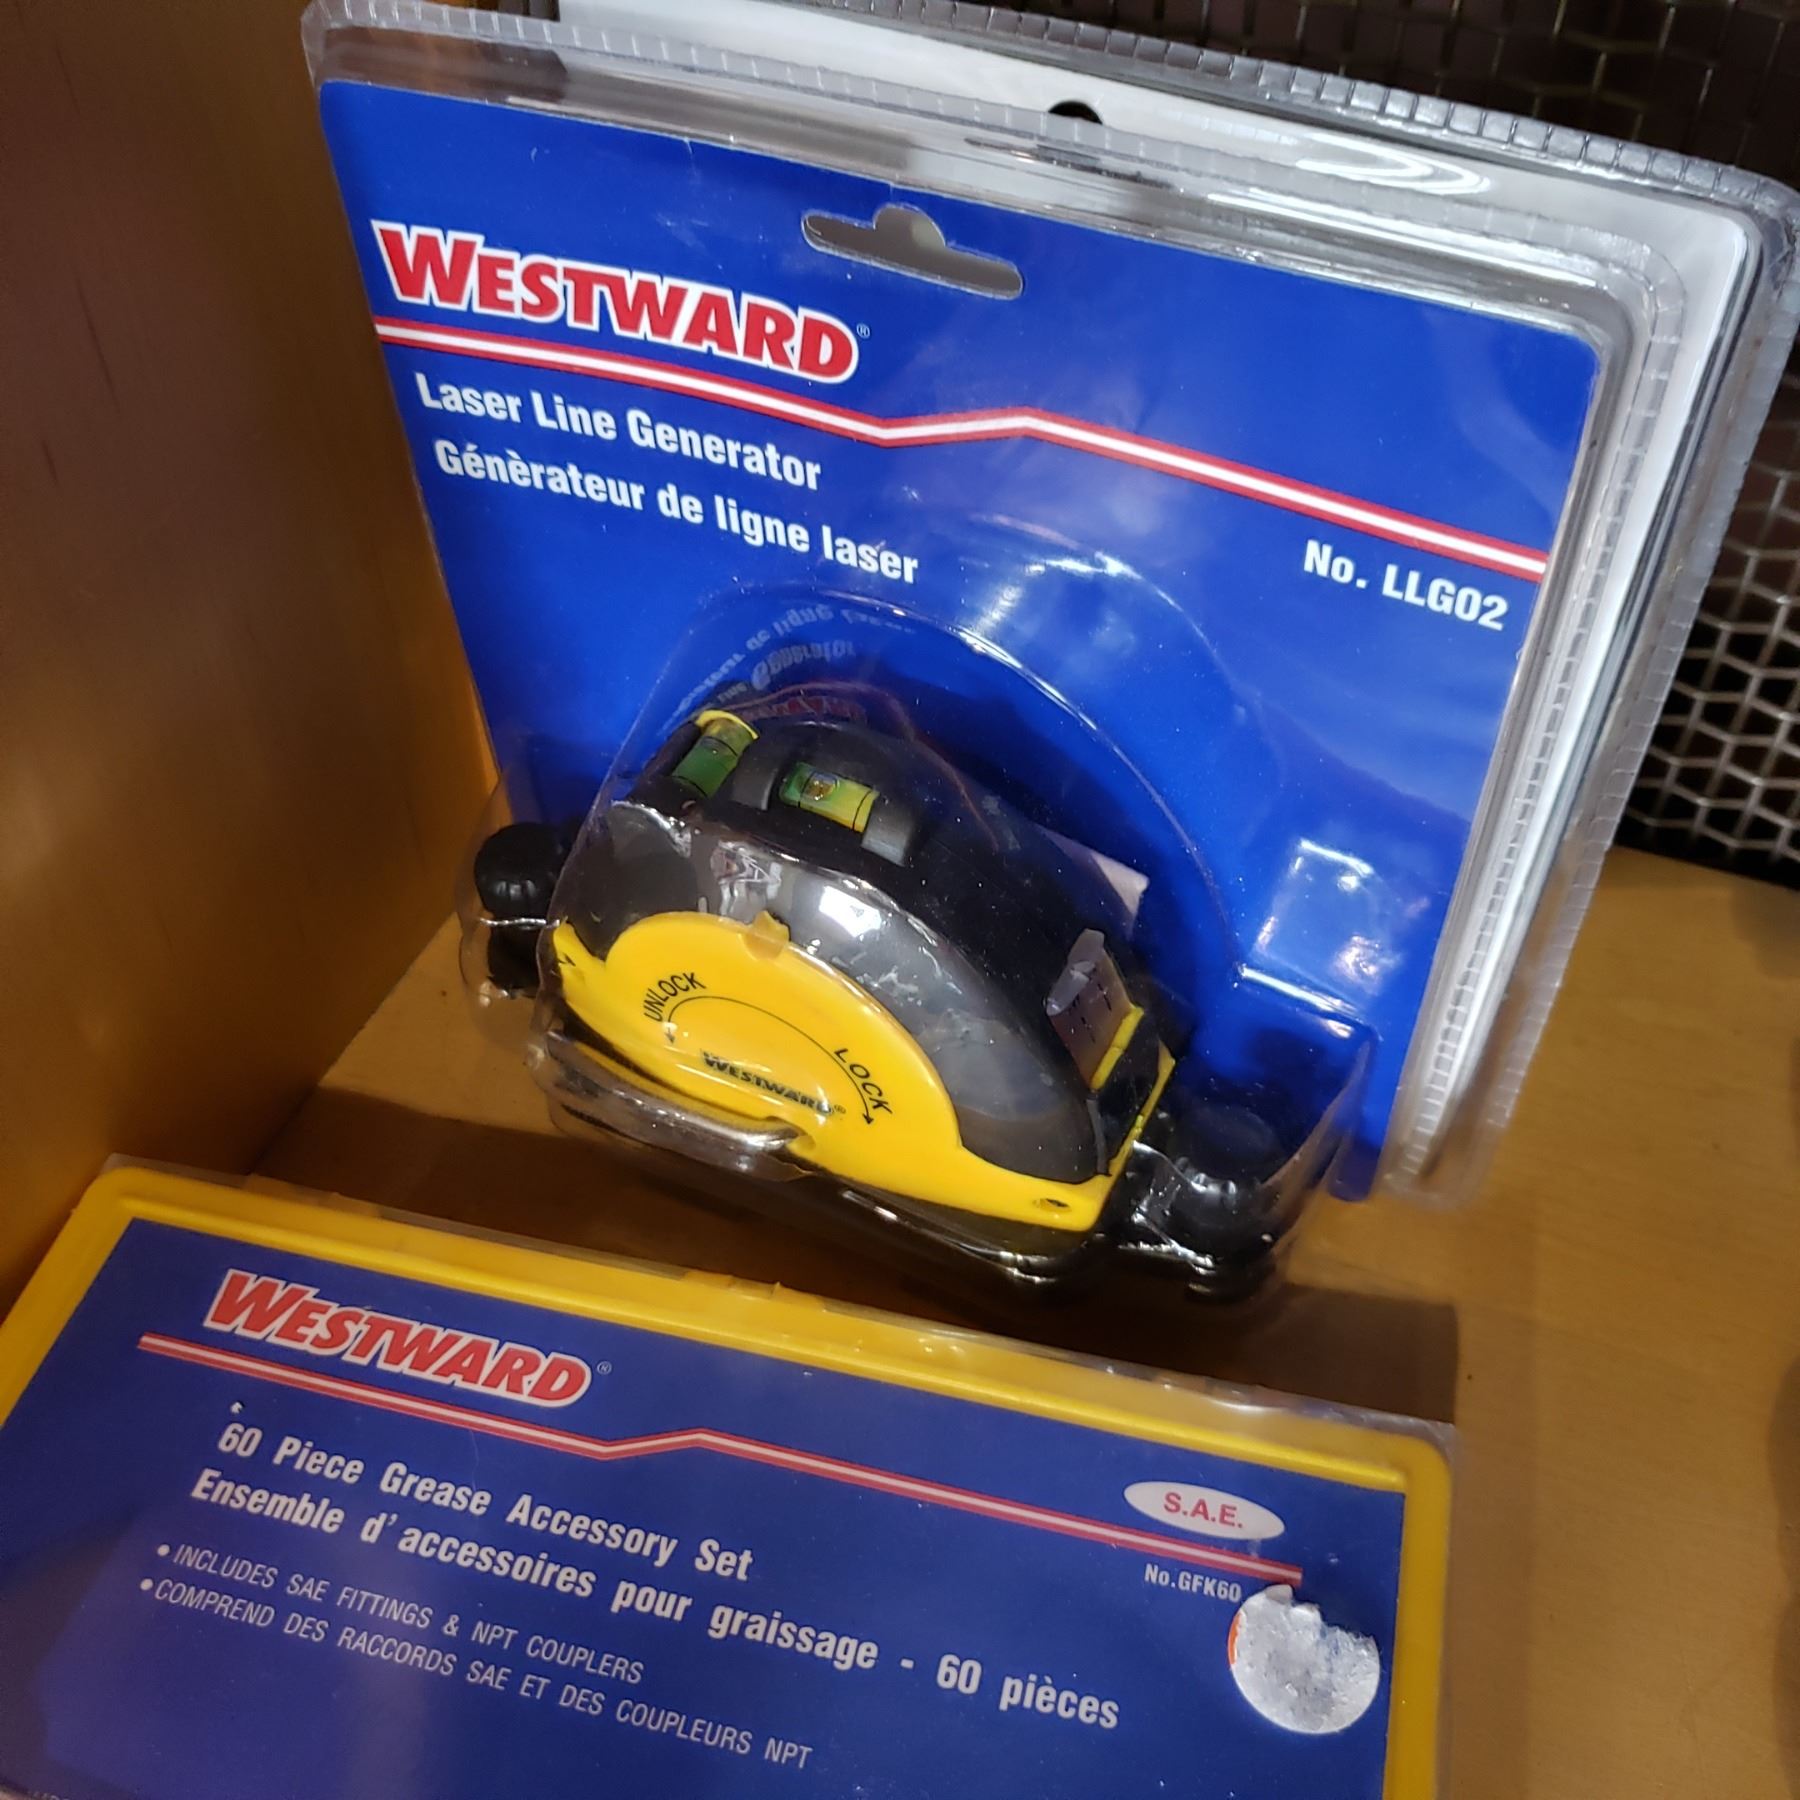 WESTWARD®
Laser Line Generator
Générateur de ligne laser
No. LLG02
UNLOCK
LOCK
WESTWARD®
WESTWARD®
60 Piece Grease Accessory Set
Ensemble d'accessoires pour graissage - 60 pièces
• INCLUDES SAE FITTINGS & NPT COUPLERS
• COMPREND DES RACCORDS SAE ET DES COUPLEURS NPT
S.A.E.
No.GFK60